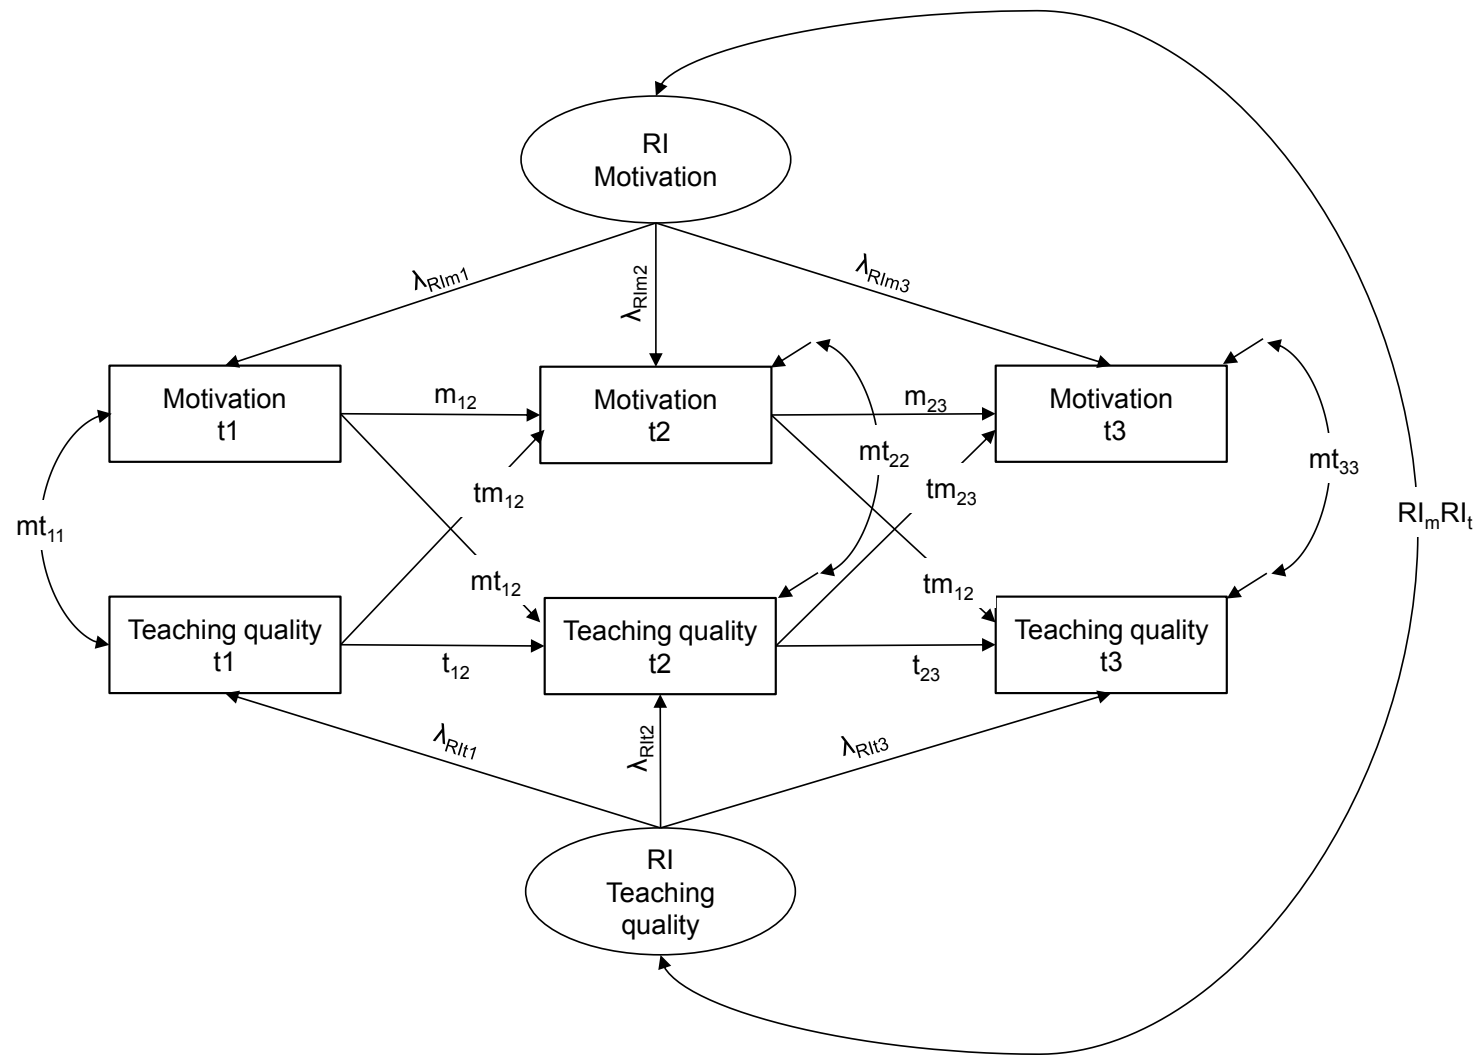 RI
Motivation
λRIm1
λRIm2
λRIm3
Motivation
t1
m12
Motivation
t2
m23
Motivation
t3
mt22
mt33
tm12
tm23
RImRIt
mt11
mt12
tm12
Teaching quality
t1
t12
Teaching quality
t2
t23
Teaching quality
t3
λRIt1
λRIt2
λRIt3
RI
Teaching
quality